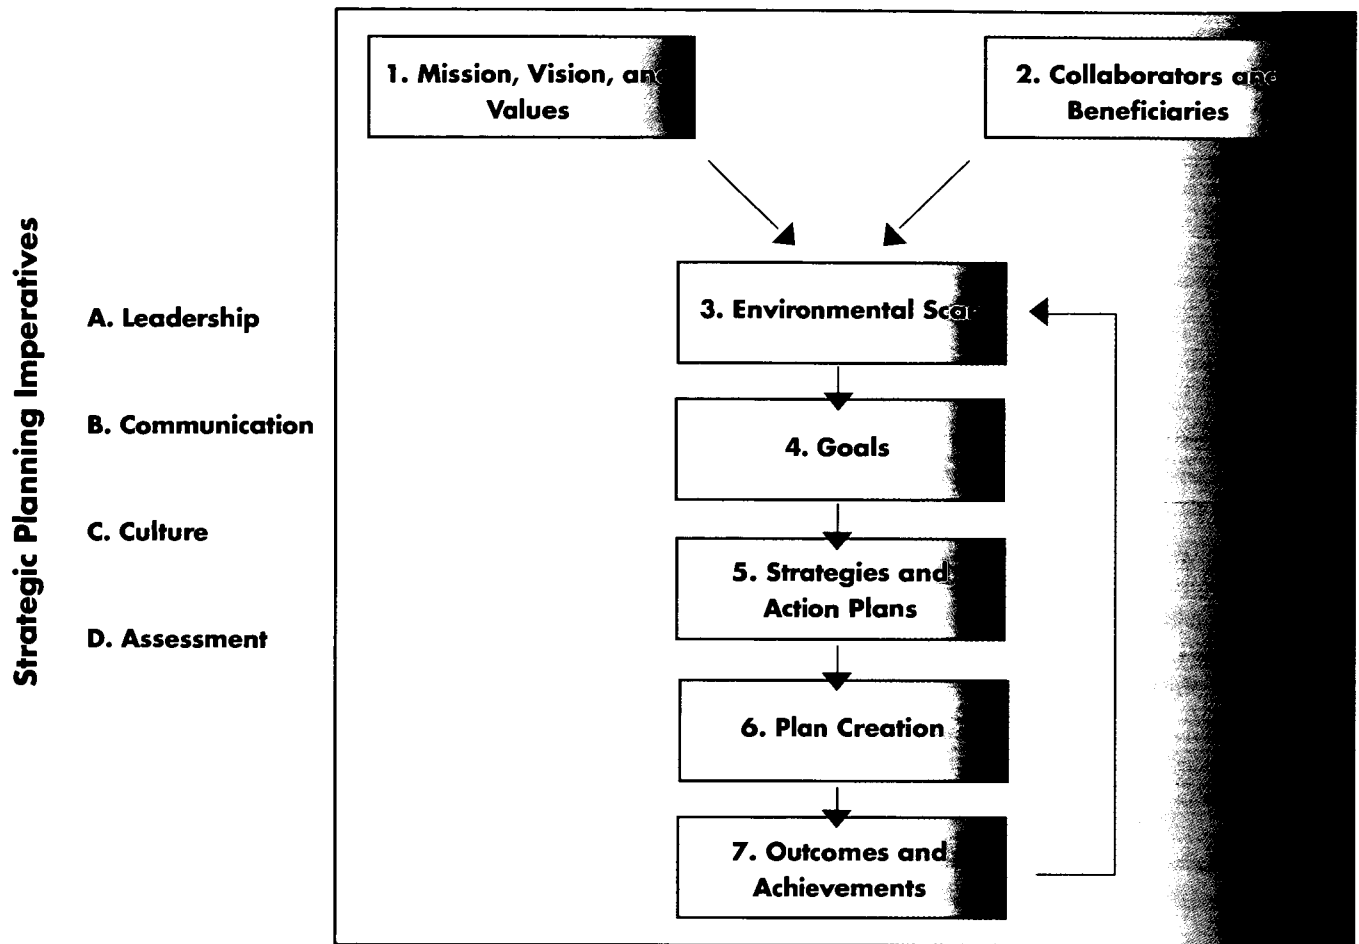 1. Mission, Vision, and
Values
2. Collaborators and
Beneficiaries
Strategic Planning Imperatives
A. Leadership
B. Communication
C. Culture
D. Assessment
3. Environmental Scan
4. Goals
5. Strategies and
Action Plans
6. Plan Creation
7. Outcomes and
Achievements